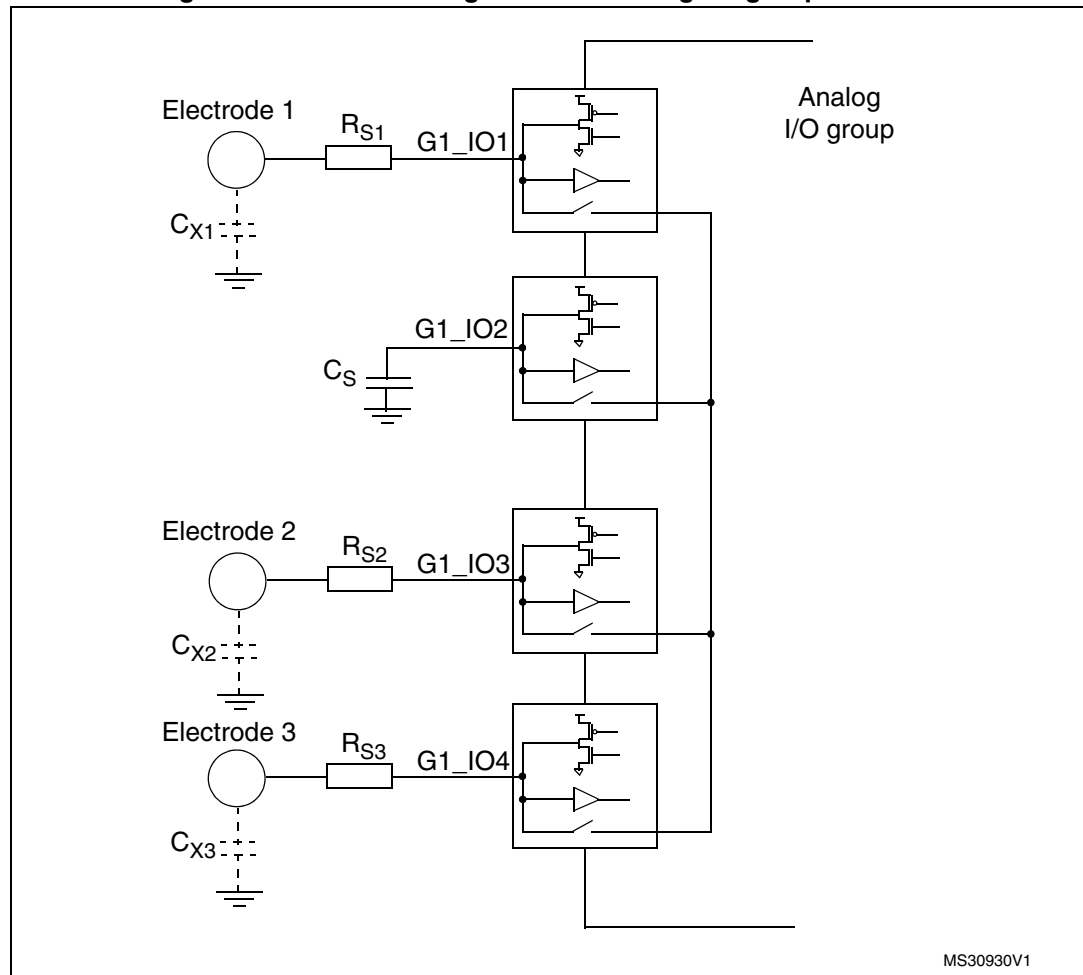 Analog
I/O group
Electrode 1
RS1
G1_IO1
CX1
G1_IO2
CS
Electrode 2
RS2
G1_IO3
CX2
Electrode 3
RS3
G1_IO4
CX3
MS30930V1